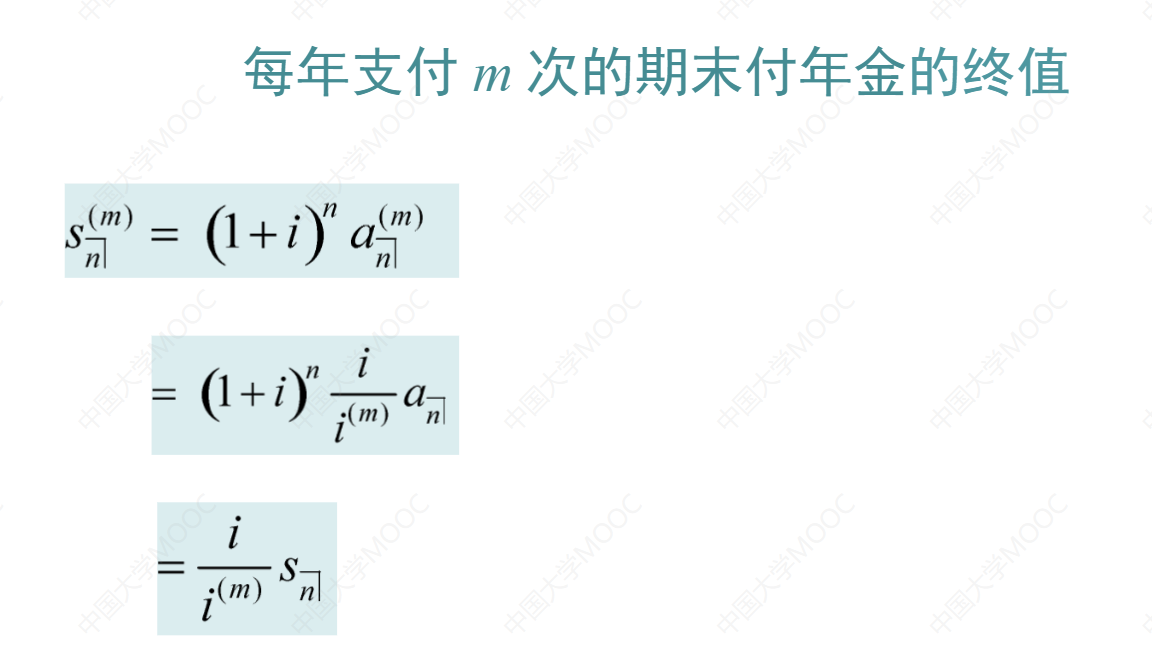 每年支付 m 次的期末付年金的终值
$s_{\overline{n}|}^{(m)} = (1+i)^n a_{\overline{n}|}^{(m)}$
$= (1+i)^n \frac{i}{i^{(m)}} a_{\overline{n}|}$
$= \frac{i}{i^{(m)}} s_{\overline{n}|}$
中国大学MOOC